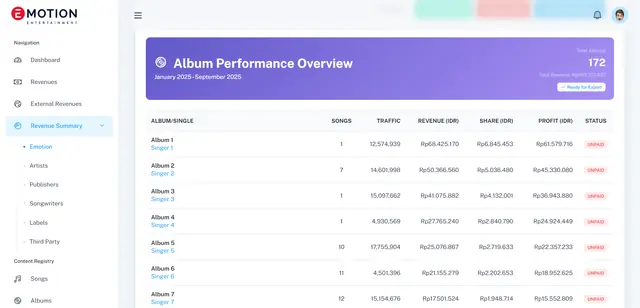 EMOTION
ENTERTAINMENT
Navigation
Dashboard
Revenues
External Revenues
Revenue Summary
Emotion
Artists
Publishers
Songwriters
Labels
Third Party
Content Registry
Songs
Albums
Album Performance Overview
January 2025 - September 2025
Total Albums
172
Total Revenue
Ready for Export
ALBUM/SINGLE SONGS TRAFFIC REVENUE (IDR) SHARE (IDR) PROFIT (IDR) STATUS
Album 1
Singer 1
1 12,574,939 Rp68.425.170 Rp6.845.453 Rp61.579.716 UNPAID
Album 2
Singer 2
7 14,601,998 Rp50.366.560 Rp5.036.480 Rp45.330.080 UNPAID
Album 3
Singer 3
1 15,097,662 Rp41.075.882 Rp4.132.001 Rp36.943.880 UNPAID
Album 4
Singer 4
1 4,930,569 Rp27.765.240 Rp2.840.790 Rp24.924.449 UNPAID
Album 5
Singer 5
10 17,755,904 Rp25.076.867 Rp2.719.633 Rp22.357.233 UNPAID
Album 6
Singer 6
11 4,501,396 Rp21.155.279 Rp2.202.653 Rp18.952.625 UNPAID
Album 7
Singer 7
12 15,154,676 Rp17.501.524 Rp1.948.714 Rp15.552.809 UNPAID